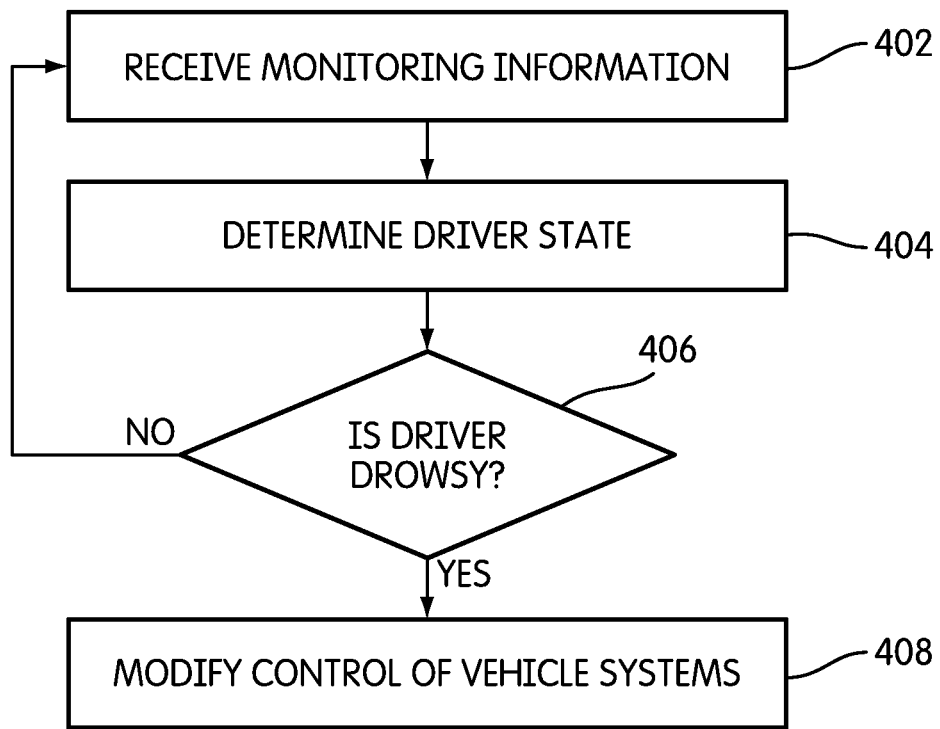 RECEIVE MONITORING INFORMATION
402
DETERMINE DRIVER STATE
404
406
IS DRIVER
DROWSY?
NO
YES
MODIFY CONTROL OF VEHICLE SYSTEMS
408